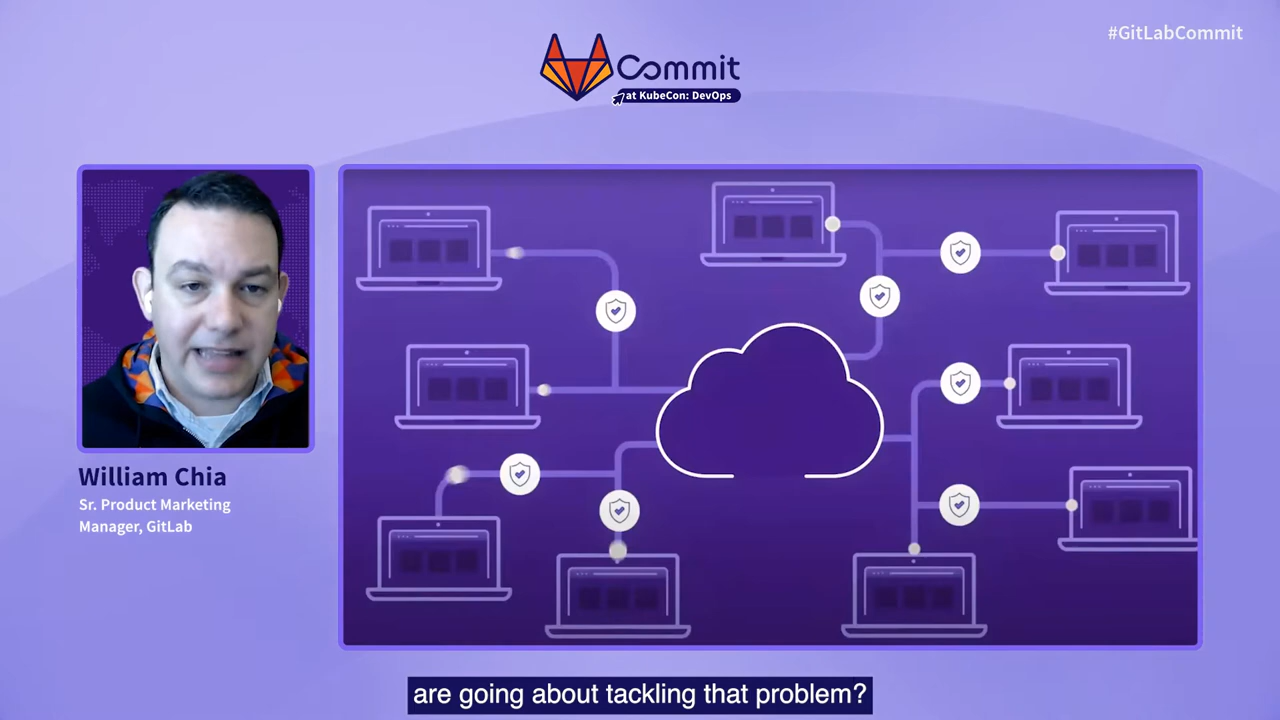 #GitLabCommit
Commit
at KubeCon: DevOps
William Chia
Sr. Product Marketing
Manager, GitLab
are going about tackling that problem?